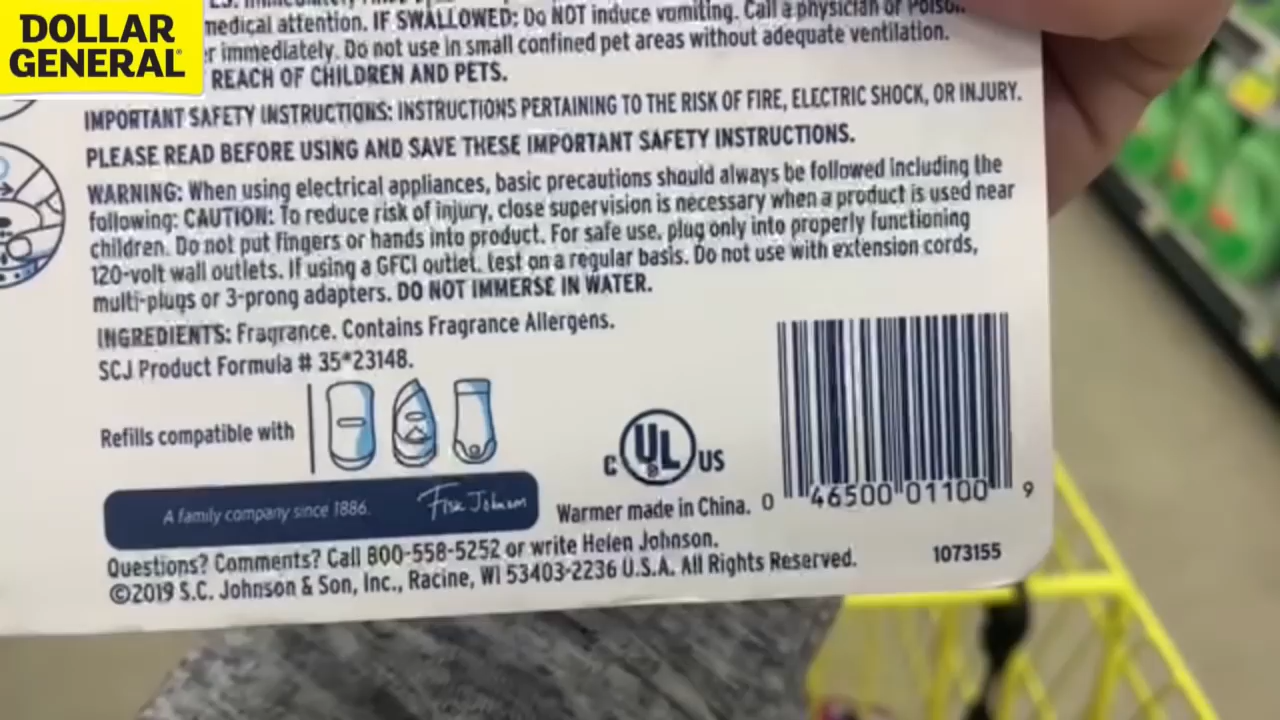 DOLLAR
GENERAL
medical attention. IF SWALLOWED: Do NOT induce vomiting. Call a physician or
immediately. Do not use in small confined pet areas without adequate ventilation.
REACH OF CHILDREN AND PETS.
IMPORTANT SAFETY INSTRUCTIONS: INSTRUCTIONS PERTAINING TO THE RISK OF FIRE, ELECTRIC SHOCK, OR INJURY.
PLEASE READ BEFORE USING AND SAVE THESE IMPORTANT SAFETY INSTRUCTIONS.
WARNING: When using electrical appliances, basic precautions should always be followed including the
following: CAUTION: To reduce risk of injury, close supervision is necessary when a product is used near
children. Do not put fingers or hands into product. For safe use, plug only into properly functioning
120-volt wall outlets. If using a GFCI outlet, test on a regular basis. Do not use with extension cords,
multi-plugs or 3-prong adapters. DO NOT IMMERSE IN WATER.
INGREDIENTS: Fragrance. Contains Fragrance Allergens.
SCJ Product Formula # 35*23148.
Refills compatible with
C UL ® US
A family company since 1886. Fisk Johnson
Warmer made in China.
0 46500 01100 9
Questions? Comments? Call 800-558-5252 or write Helen Johnson.
©2019 S.C. Johnson & Son, Inc., Racine, WI 53403-2236 U.S.A. All Rights Reserved.
1073155